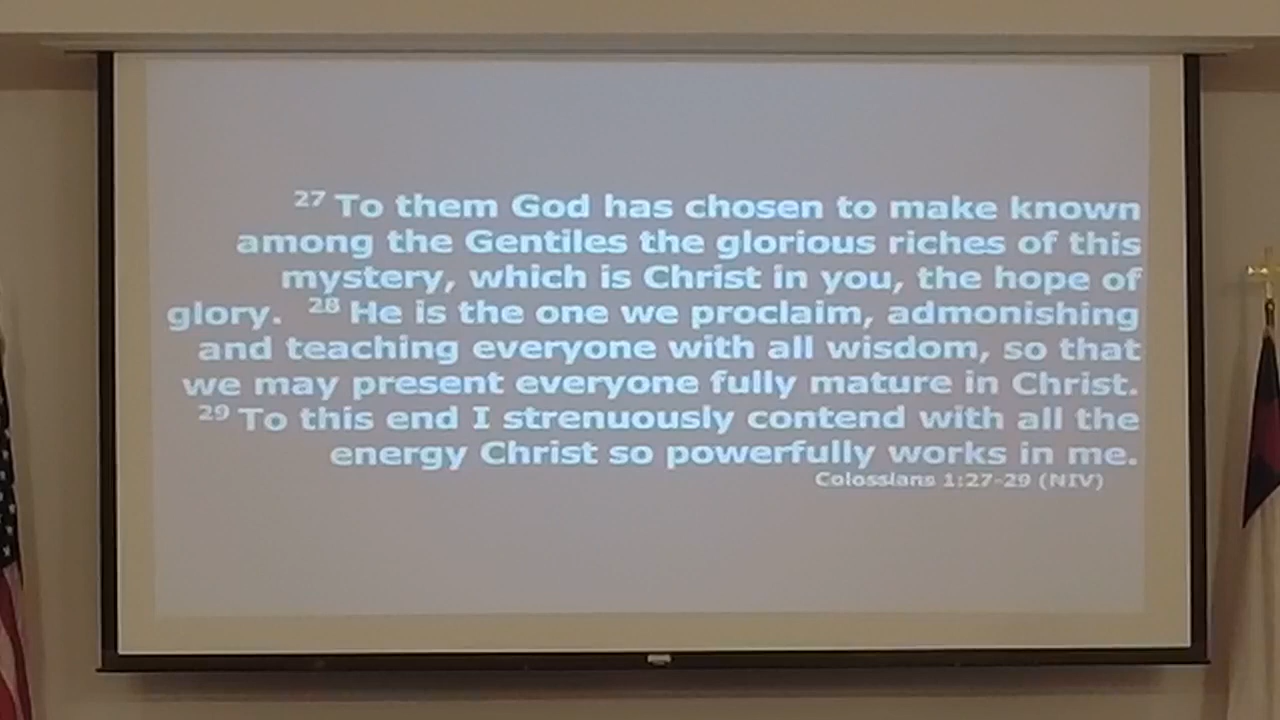 27 To them God has chosen to make known
among the Gentiles the glorious riches of this
mystery, which is Christ in you, the hope of
glory. 28 He is the one we proclaim, admonishing
and teaching everyone with all wisdom, so that
we may present everyone fully mature in Christ.
29 To this end I strenuously contend with all the
energy Christ so powerfully works in me.
Colossians 1:27-29 (NIV)